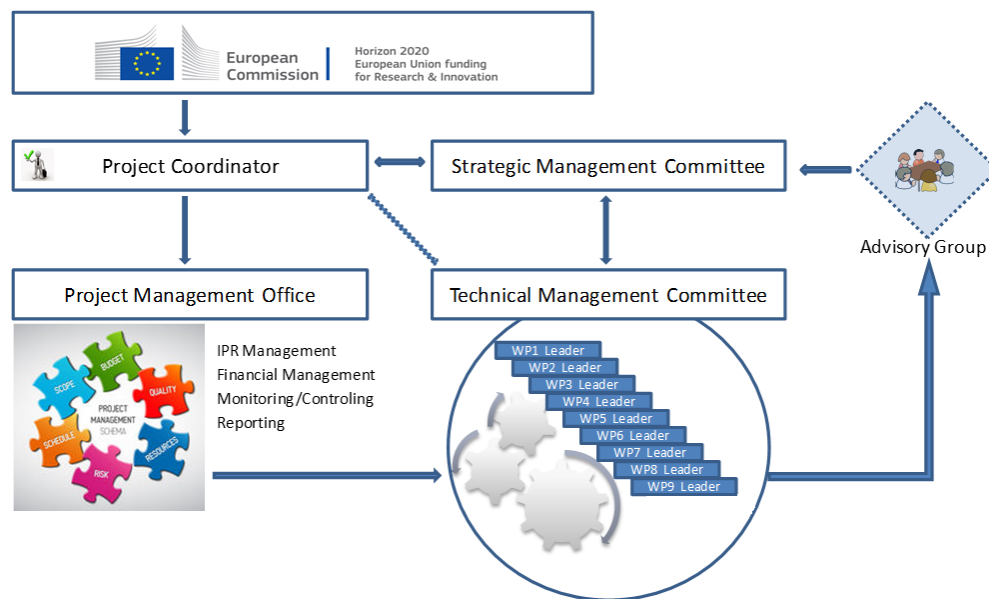 European
Commission
Horizon 2020
European Union funding
for Research & Innovation
Project Coordinator
Strategic Management Committee
Advisory Group
Project Management Office
Technical Management Committee
SCOPE
BUDGET
QUALITY
PROJECT
MANAGEMENT
SCHEMA
SCHEDULE
RESOURCES
RISK
IPR Management
Financial Management
Monitoring/Controling
Reporting
WP1 Leader
WP2 Leader
WP3 Leader
WP4 Leader
WP5 Leader
WP6 Leader
WP7 Leader
WP8 Leader
WP9 Leader